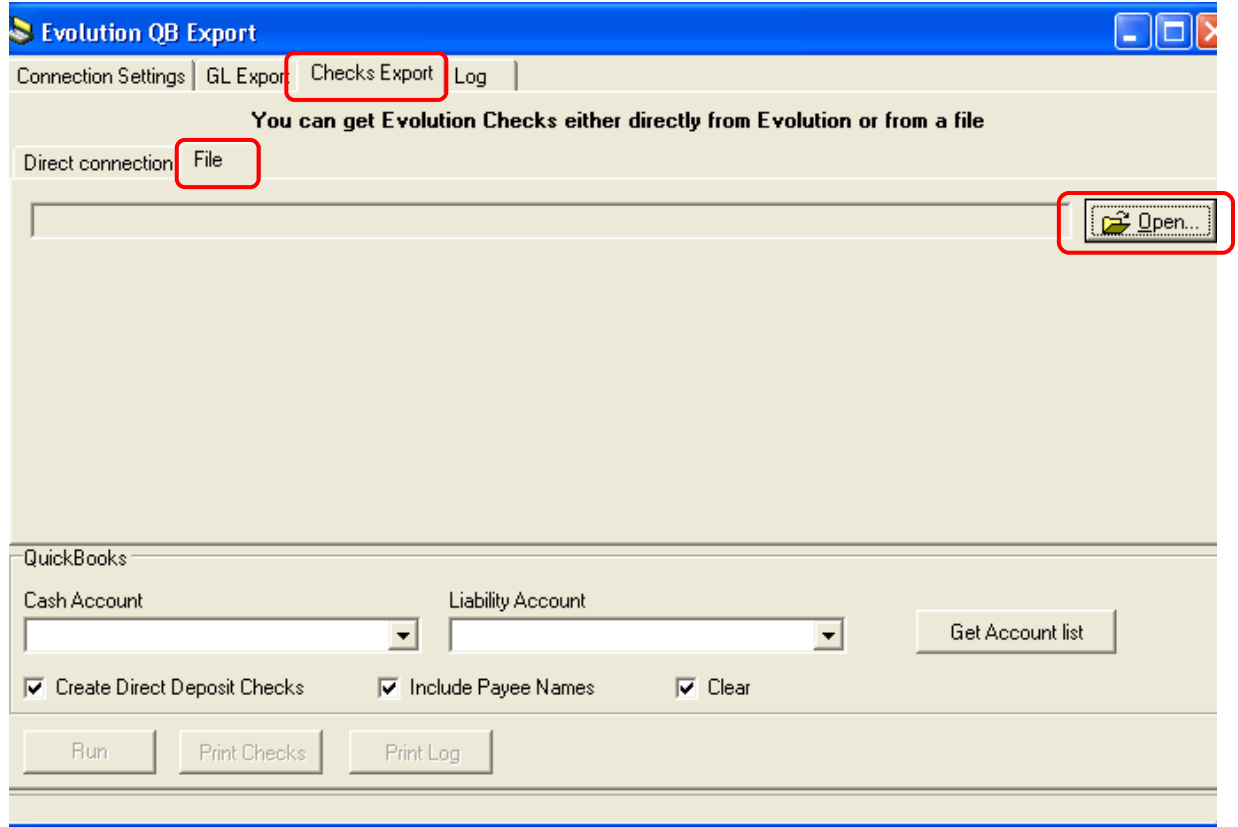 Evolution QB Export
Connection Settings GL Export Checks Export Log
You can get Evolution Checks either directly from Evolution or from a file
Direct connection File
Open...
QuickBooks
Cash Account Liability Account
Get Account list
Create Direct Deposit Checks Include Payee Names Clear
Run Print Checks Print Log